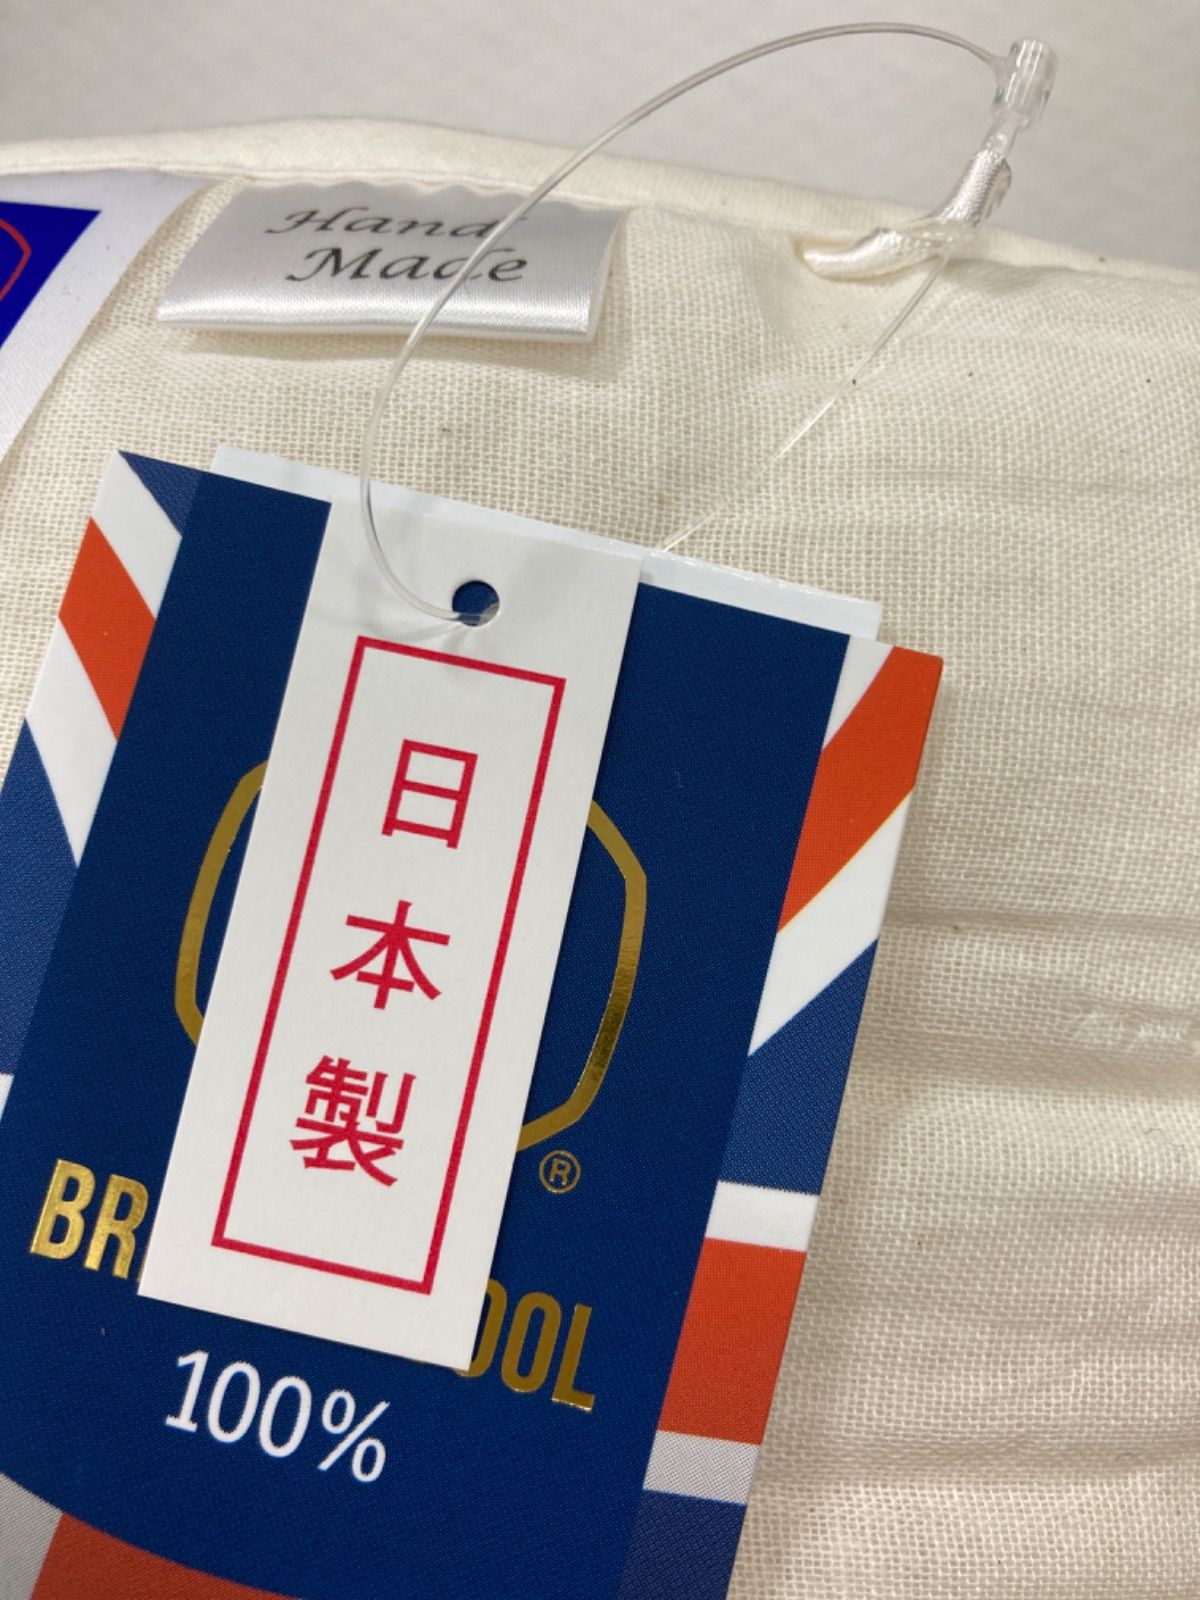 Hand
Made
日本製
®
BR OOL
100%